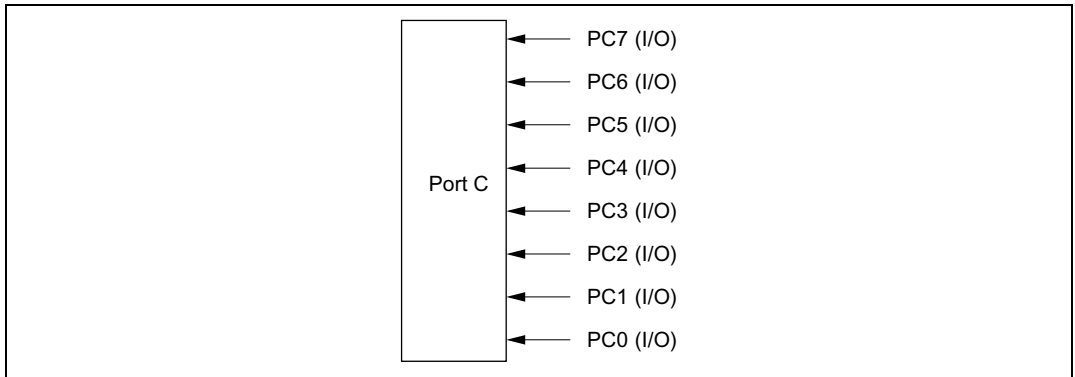 Port C
PC7 (I/O)
PC6 (I/O)
PC5 (I/O)
PC4 (I/O)
PC3 (I/O)
PC2 (I/O)
PC1 (I/O)
PC0 (I/O)